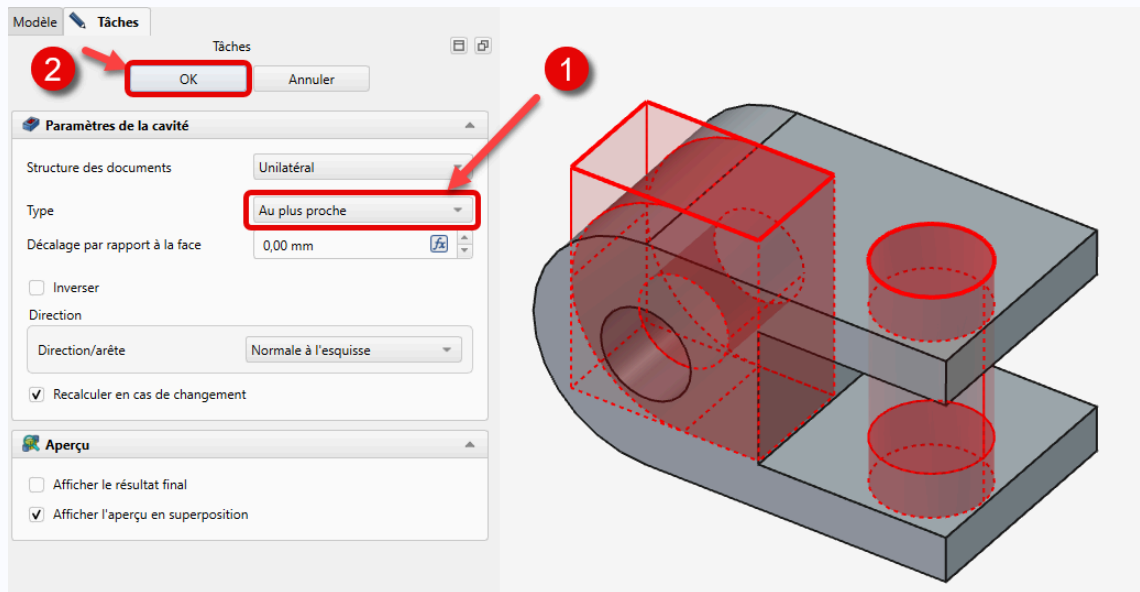 Modèle Tâches
Tâches
2 1
OK Annuler
Paramètres de la cavité
Structure des documents Unilatéral
Type Au plus proche
Décalage par rapport à la face 0,00 mm fx
Inverser
Direction
Direction/arête Normale à l'esquisse
Recalculer en cas de changement
Aperçu
Afficher le résultat final
Afficher l'aperçu en superposition